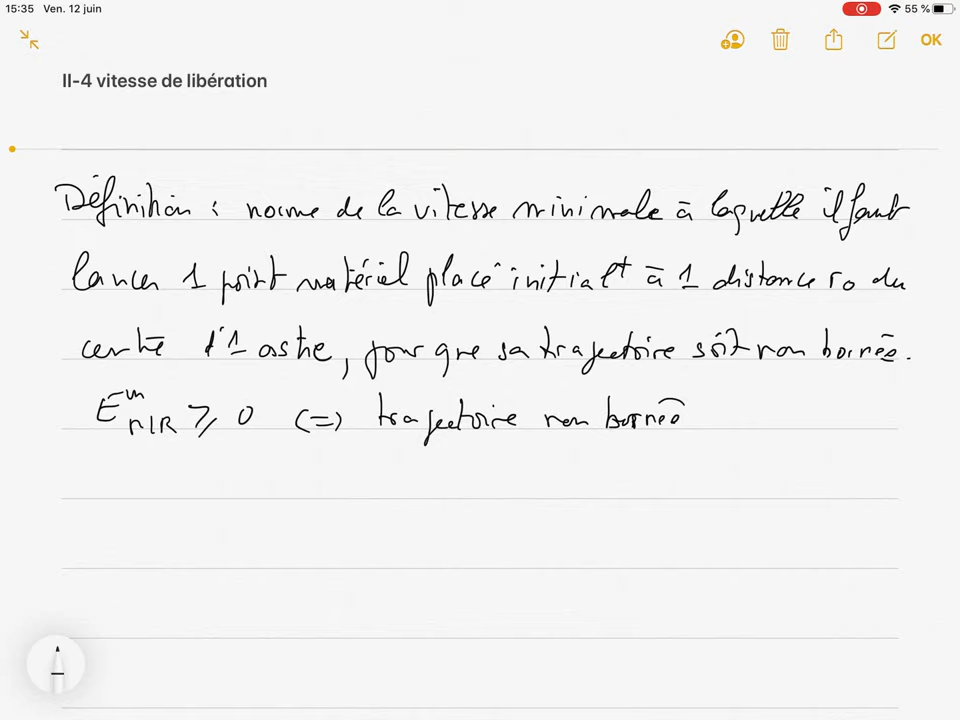 15:35 Ven. 12 juin 55 %
OK
II-4 vitesse de libération
Définition : norme de la vitesse minimale à laquelle il faut
lancer 1 point matériel placé initialt à 1 distance r0 du
centre d'1 astre, pour que sa trajectoire soit non bornée.
Em M/R ⩾ 0 (=) trajectoire non bornée